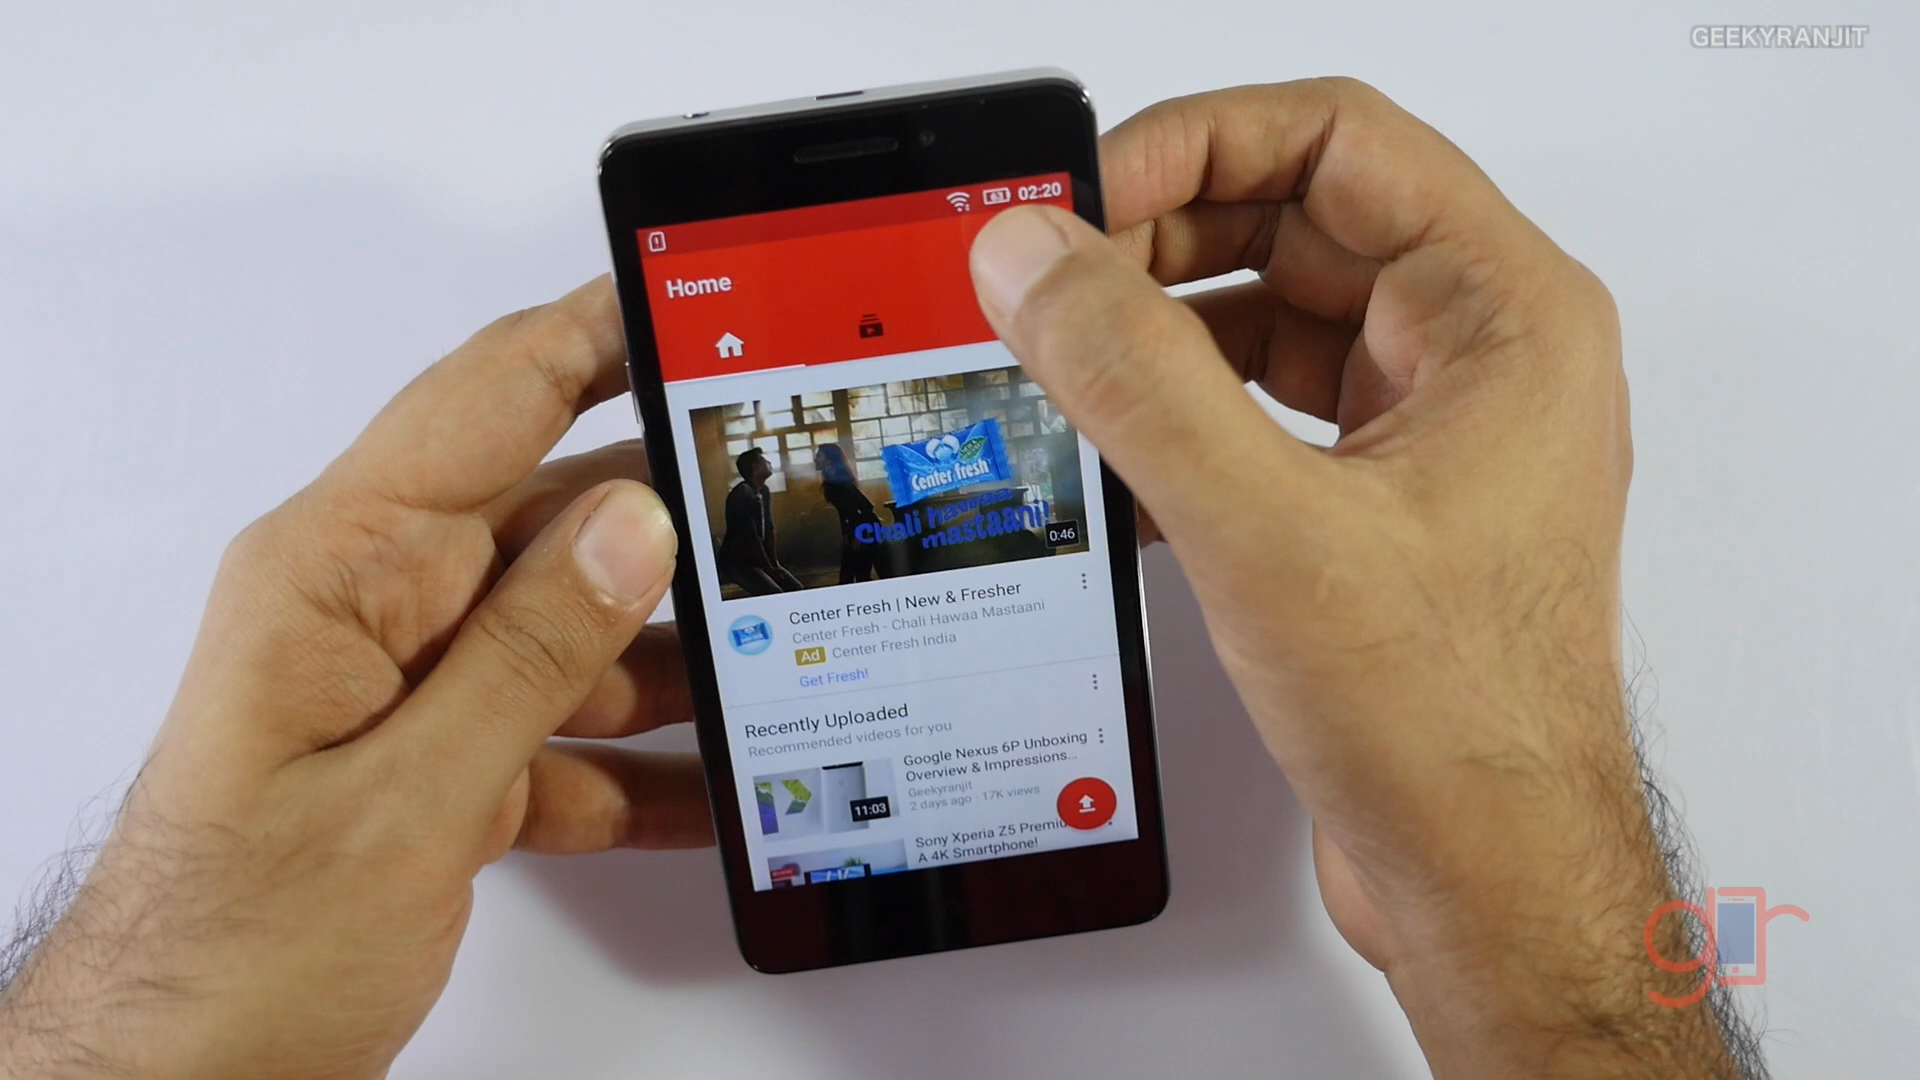 GEEKYRANJIT
63 02:20
Home
Center fresh
Chali hawaa
mastaani!
0:46
Center Fresh | New & Fresher
Center Fresh - Chali Hawaa Mastaani
Ad Center Fresh India
Get Fresh!
Recently Uploaded
Recommended videos for you
Google Nexus 6P Unboxing
Overview & Impressions...
Geekyranjit
2 days ago · 17K views
11:03
Sony Xperia Z5 Premiu
A 4K Smartphone!
gr